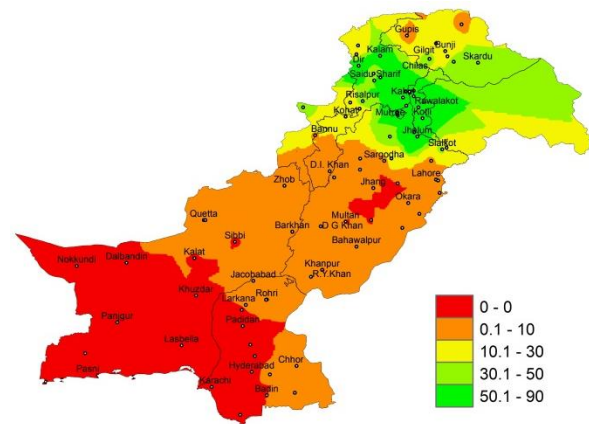 Gupis
Gilgit
Bunji
Kalam
Dir
Chilas
Skardu
Saidu Sharif
Kakul
Risalpur
Rawalakot
Kohat
Murree
Kotli
Bannu
Jhelum
Sialkot
Sargodha
D.I. Khan
Lahore
Zhob
Jhang
Okara
Quetta
Multan
Barkhan
D G Khan
Sibbi
Bahawalpur
Kalat
Nokkundi
Dalbandin
Khanpur
R.Y.Khan
Jacobabad
Khuzdar
Larkana
Rohri
Panjgur
Padidan
Lasbella
Pasni
Hyderabad
Chhor
Karachi
Badin
0 - 0
0.1 - 10
10.1 - 30
30.1 - 50
50.1 - 90